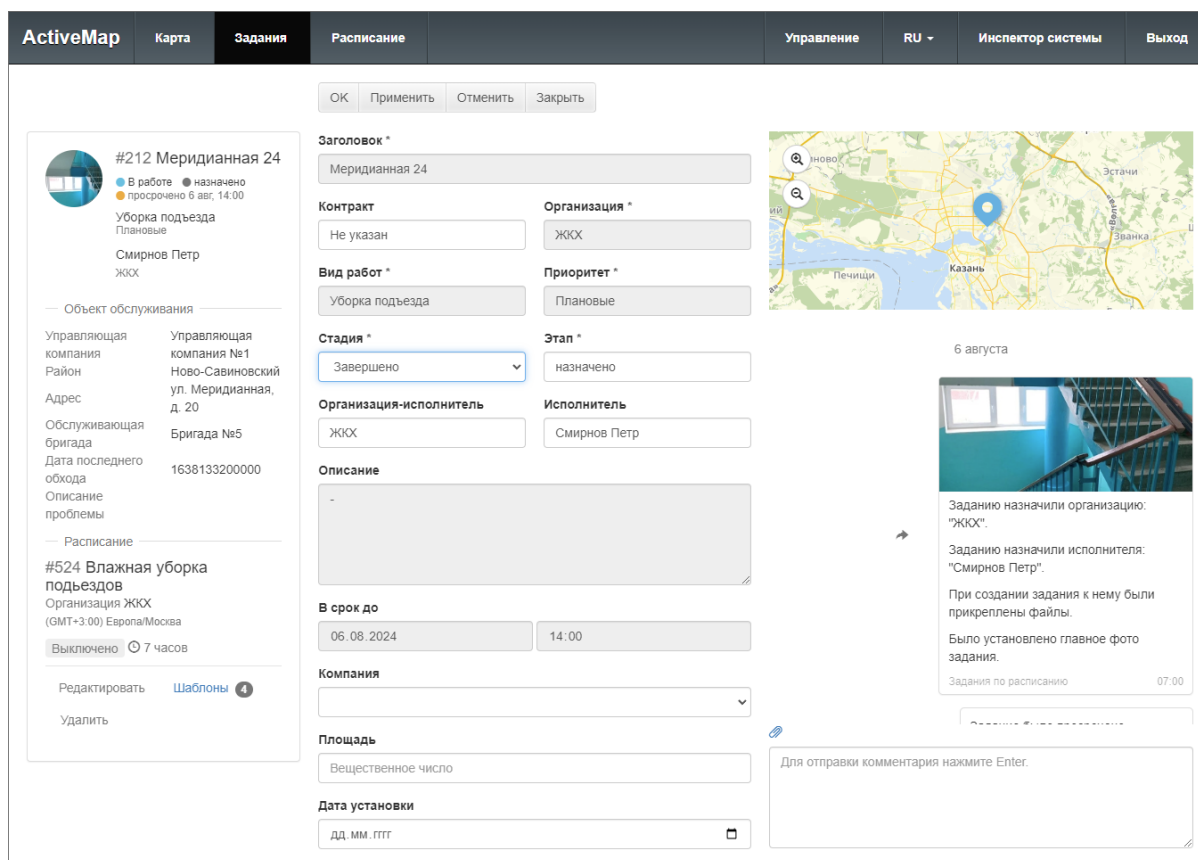 ActiveMap Карта Задания Расписание Управление RU Инспектор системы Выход
ОК Применить Отменить Закрыть
#212 Меридианная 24
В работе назначено
просрочено 6 авг, 14:00
Уборка подъезда
Плановые
Смирнов Петр
ЖКХ
Объект обслуживания
Управляющая компания Управляющая компания №1
Район Ново-Савиновский
Адрес ул. Меридианная, д. 20
Обслуживающая бригада Бригада №5
Дата последнего обхода 1638133200000
Описание проблемы
Расписание
#524 Влажная уборка
подьездов
Организация ЖКХ
(GMT+3:00) Европа/Москва
Выключено 7 часов
Редактировать Шаблоны 4
Удалить
Заголовок *
Меридианная 24
Контракт Организация *
Не указан ЖКХ
Вид работ * Приоритет *
Уборка подъезда Плановые
Стадия * Этап *
Завершено назначено
Организация-исполнитель Исполнитель
ЖКХ Смирнов Петр
Описание
-
В срок до
06.08.2024 14:00
Компания
Площадь
Вещественное число
Дата установки
дд.мм.гггг
Эстачи
Званка
Казань
Печищи
6 августа
Заданию назначили организацию:
"ЖКХ".
Заданию назначили исполнителя:
"Смирнов Петр".
При создании задания к нему были
прикреплены файлы.
Было установлено главное фото
задания.
Задания по расписанию 07:00
Для отправки комментария нажмите Enter.